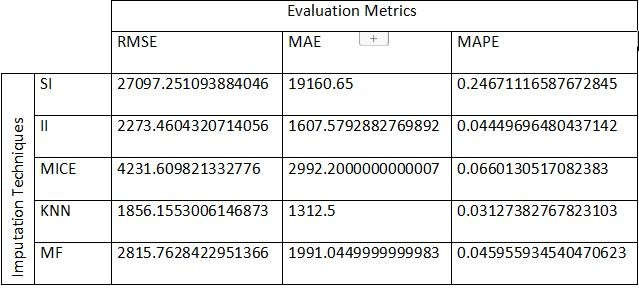 Evaluation Metrics
RMSE MAE MAPE
Imputation Techniques
SI 27097.251093884046 19160.65 0.24671116587672845
II 2273.4604320714056 1607.5792882769892 0.04449696480437142
MICE 4231.609821332776 2992.2000000000007 0.0660130517082383
KNN 1856.1553006146873 1312.5 0.03127382767823103
MF 2815.7628422951366 1991.0449999999983 0.045955934540470623